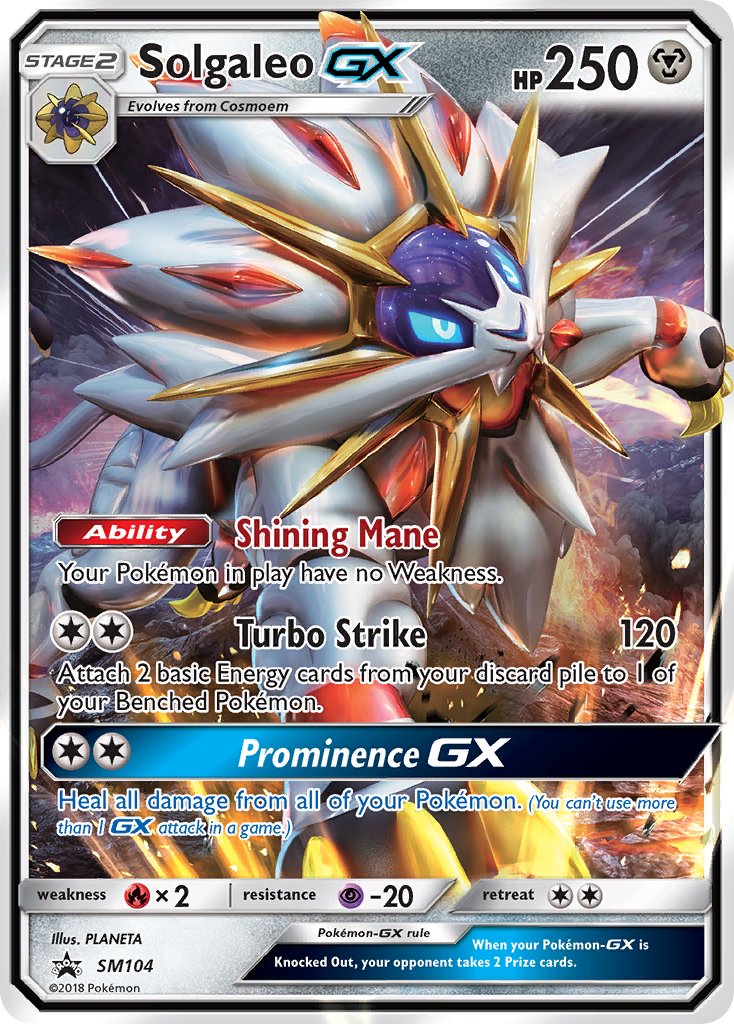 STAGE2 Solgaleo GX HP250
Evolves from Cosmoem
Ability Shining Mane
Your Pokémon in play have no Weakness.
Turbo Strike 120
Attach 2 basic Energy cards from your discard pile to 1 of
your Benched Pokémon.
Prominence GX
Heal all damage from all of your Pokémon. (You can't use more
than 1 GX attack in a game.)
weakness ×2 resistance -20 retreat
Illus. PLANETA
SM104
©2018 Pokémon
Pokémon-GX rule
When your Pokémon-GX is
Knocked Out, your opponent takes 2 Prize cards.